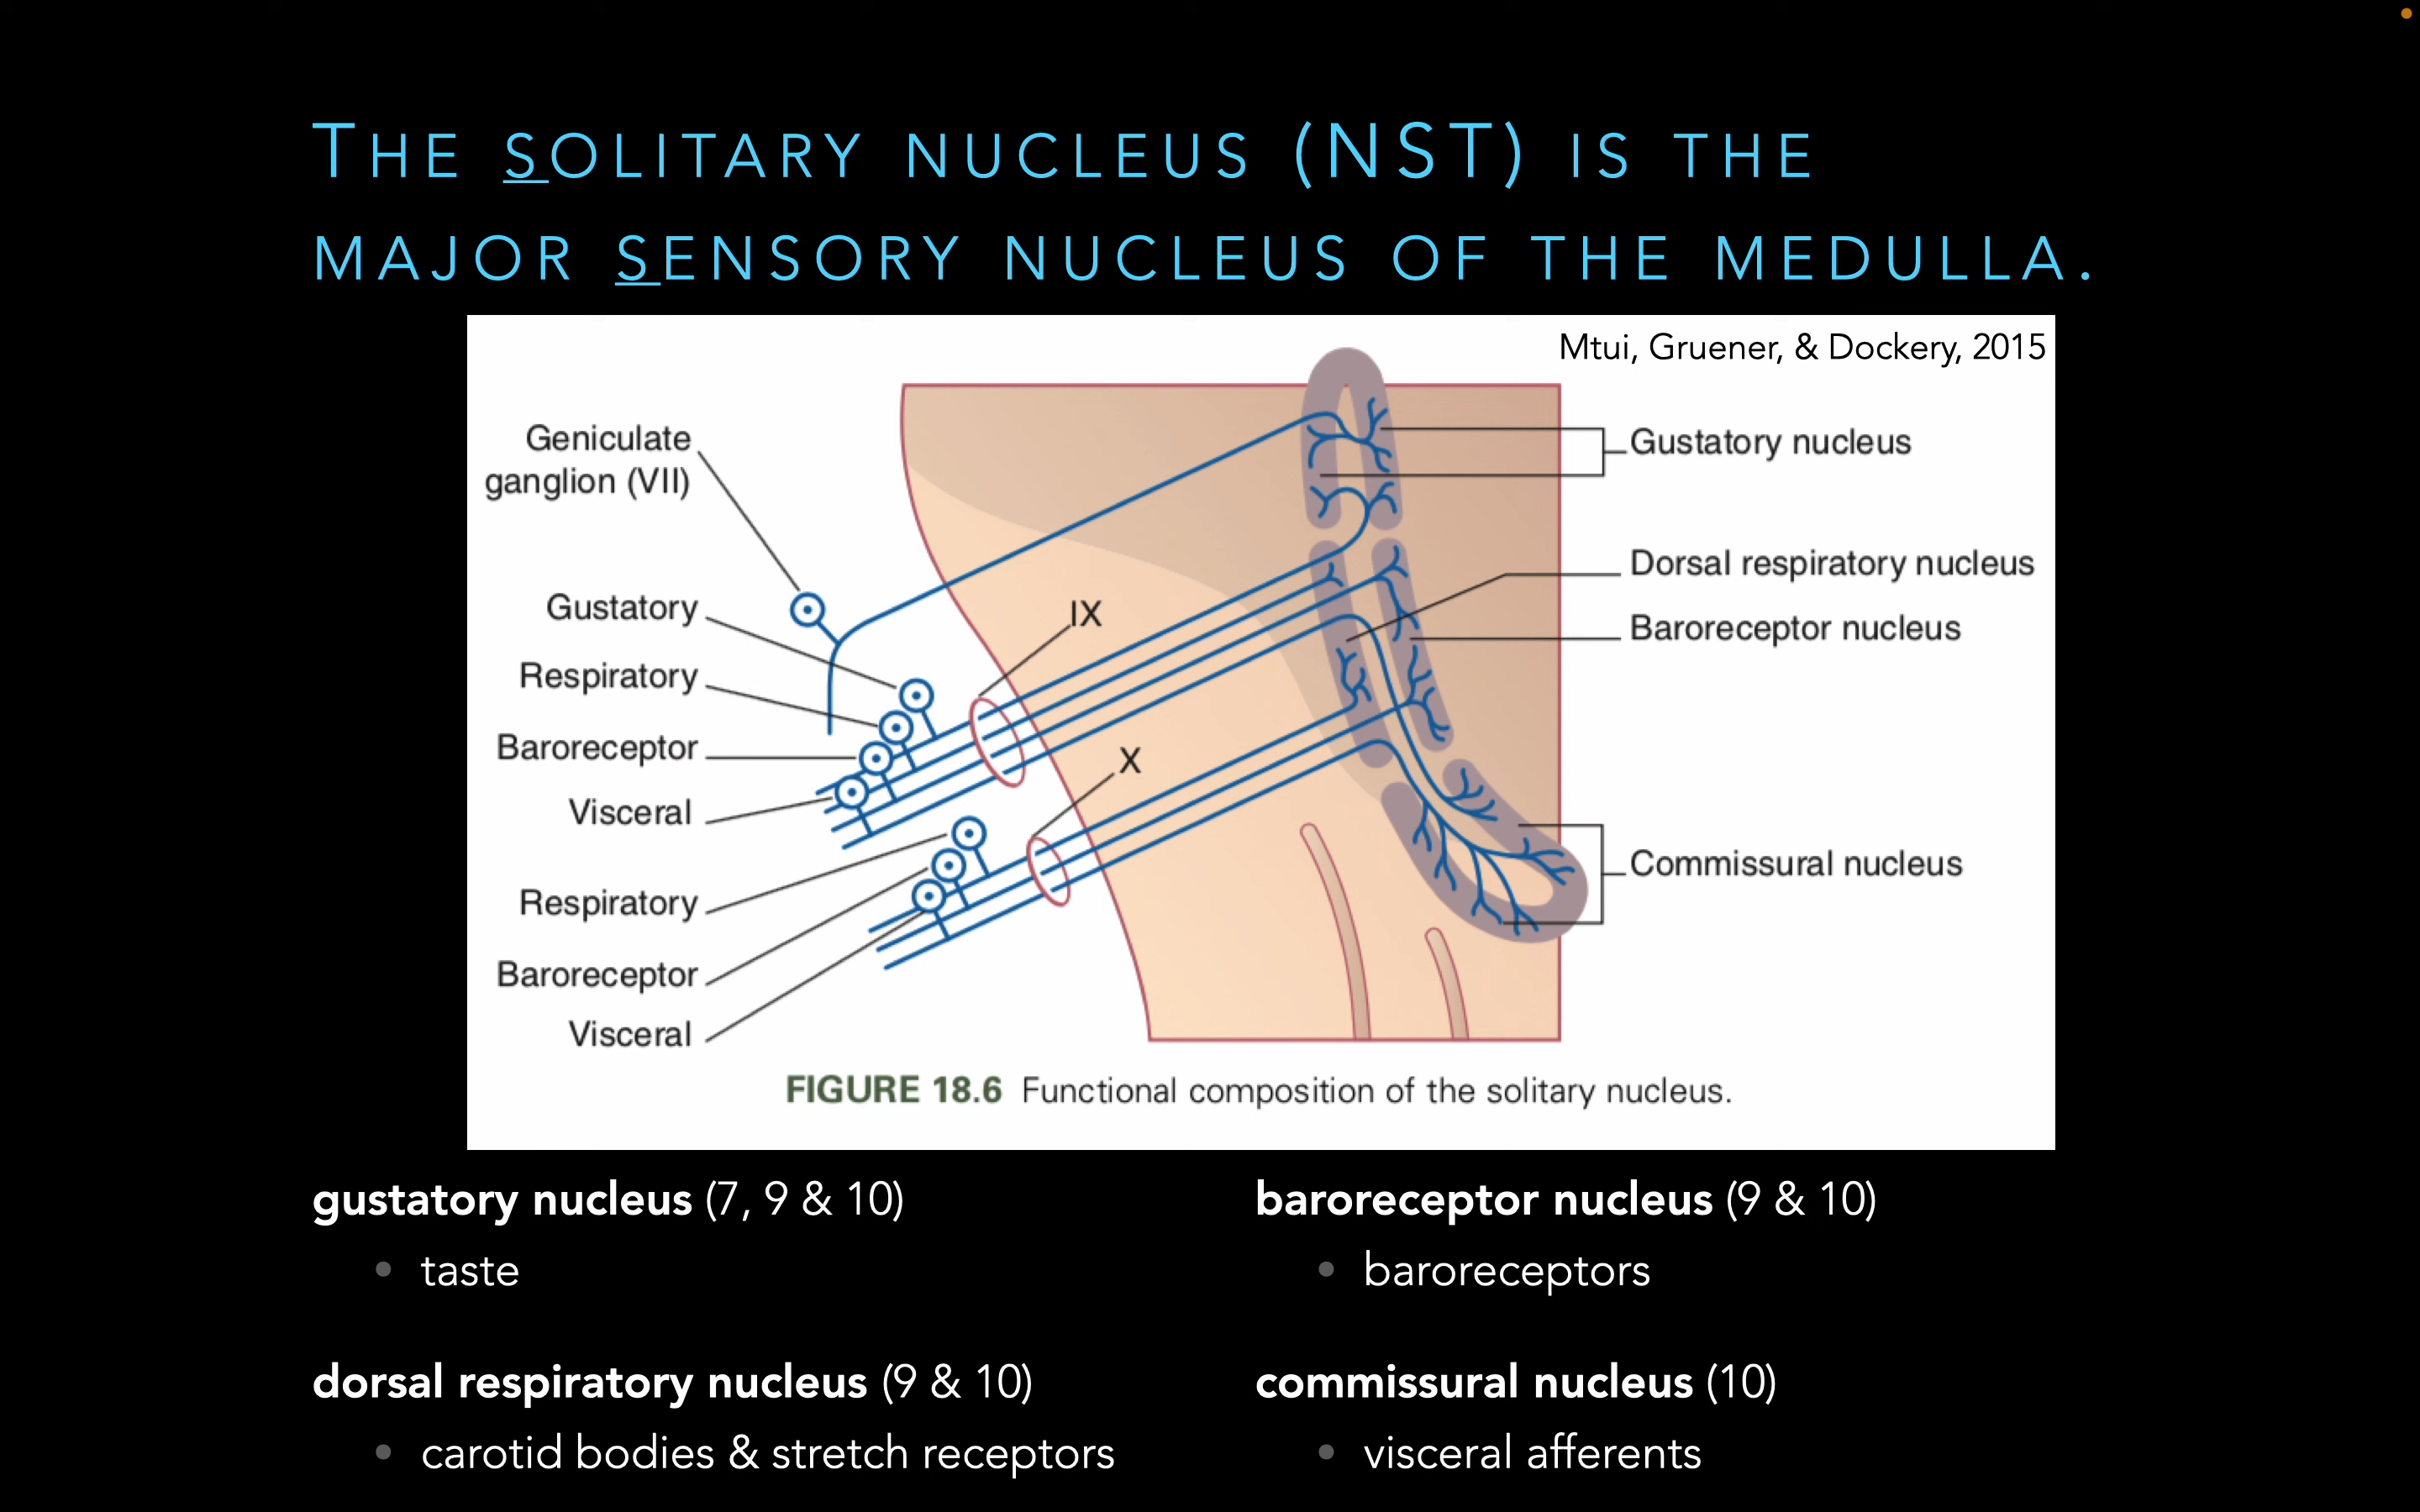 THE SOLITARY NUCLEUS (NST) IS THE
MAJOR SENSORY NUCLEUS OF THE MEDULLA.
Mtui, Gruener, & Dockery, 2015
Geniculate
ganglion (VII)
Gustatory
Respiratory
Baroreceptor
Visceral
Respiratory
Baroreceptor
Visceral
IX
X
Gustatory nucleus
Dorsal respiratory nucleus
Baroreceptor nucleus
Commissural nucleus
FIGURE 18.6 Functional composition of the solitary nucleus.
gustatory nucleus (7, 9 & 10)
• taste
dorsal respiratory nucleus (9 & 10)
• carotid bodies & stretch receptors
baroreceptor nucleus (9 & 10)
• baroreceptors
commissural nucleus (10)
• visceral afferents